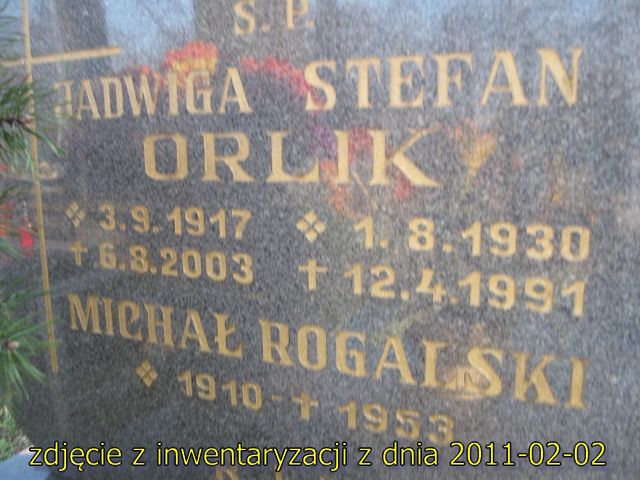 Ś. P.
JADWIGA STEFAN
ORLIK
3.9.1917 1.8.1930
† 6.8.2003 † 12.4.1991
MICHAŁ ROGALSKI
1910 - † 1953
zdjęcie z inwentaryzacji z dnia 2011-02-02